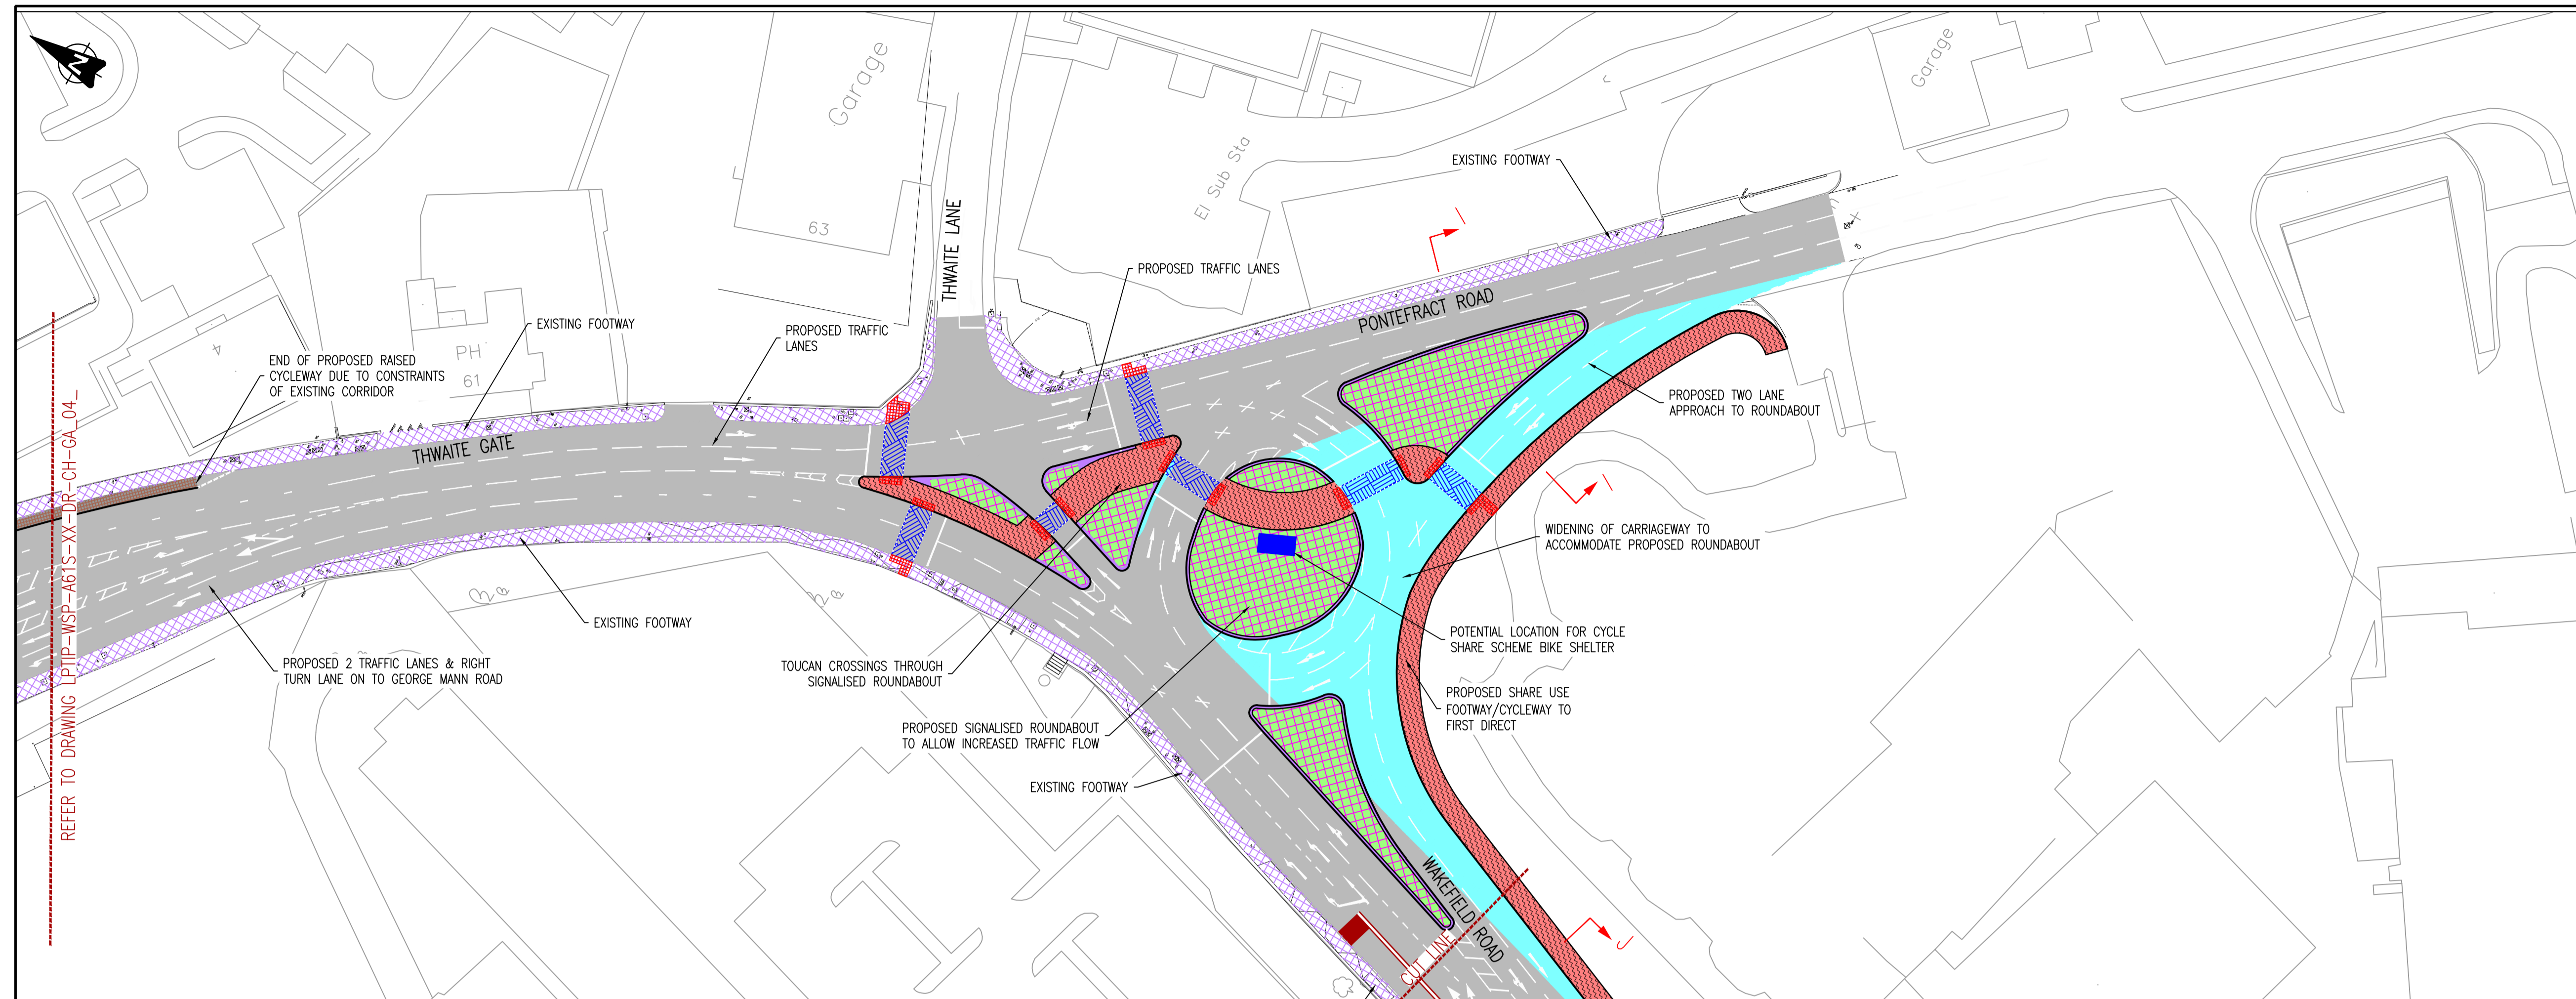 N
Garage
Garage
El Sub Sta
63
THWAITE LANE
EXISTING FOOTWAY
PROPOSED TRAFFIC LANES
PONTEFRACT ROAD
EXISTING FOOTWAY
PROPOSED TRAFFIC
LANES
PH
61
4
END OF PROPOSED RAISED
CYCLEWAY DUE TO CONSTRAINTS
OF EXISTING CORRIDOR
THWAITE GATE
REFER TO DRAWING LPTIP-WSP-A61S-XX-DR-CH-GA_04_
PROPOSED TWO LANE
APPROACH TO ROUNDABOUT
I
I
WIDENING OF CARRIAGEWAY TO
ACCOMMODATE PROPOSED ROUNDABOUT
EXISTING FOOTWAY
POTENTIAL LOCATION FOR CYCLE
SHARE SCHEME BIKE SHELTER
PROPOSED 2 TRAFFIC LANES & RIGHT
TURN LANE ON TO GEORGE MANN ROAD
TOUCAN CROSSINGS THROUGH
SIGNALISED ROUNDABOUT
PROPOSED SHARE USE
FOOTWAY/CYCLEWAY TO
FIRST DIRECT
PROPOSED SIGNALISED ROUNDABOUT
TO ALLOW INCREASED TRAFFIC FLOW
EXISTING FOOTWAY
WAKEFIELD ROAD
CUT LINE
J